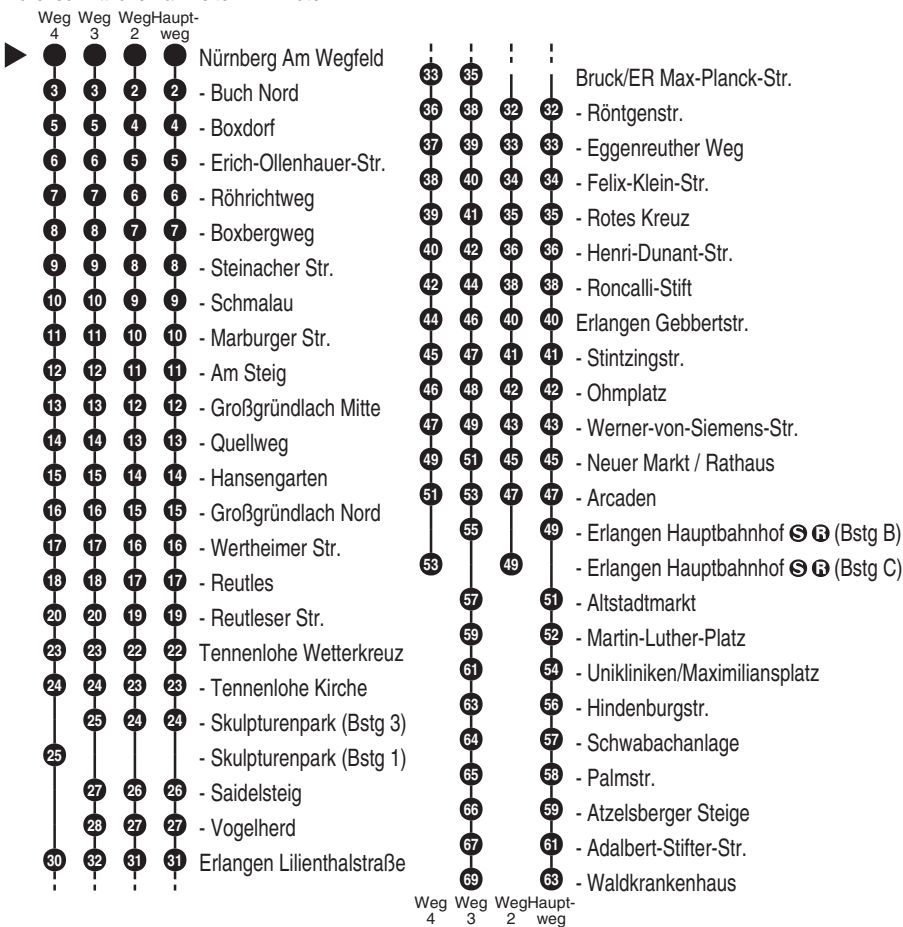 Weg Weg Weg Haupt-
4 3 2 weg
Nürnberg Am Wegfeld
3 3 2 2 - Buch Nord
5 5 4 4 - Boxdorf
6 6 5 5 - Erich-Ollenhauer-Str.
7 7 6 6 - Röhrichtweg
8 8 7 7 - Boxbergweg
9 9 8 8 - Steinacher Str.
10 10 9 9 - Schmalau
11 11 10 10 - Marburger Str.
12 12 11 11 - Am Steig
13 13 12 12 - Großgründlach Mitte
14 14 13 13 - Quellweg
15 15 14 14 - Hansengarten
16 16 15 15 - Großgründlach Nord
17 17 16 16 - Wertheimer Str.
18 18 17 17 - Reutles
20 20 19 19 - Reutleser Str.
23 23 22 22 Tennenlohe Wetterkreuz
24 24 23 23 - Tennenlohe Kirche
25 24 24 - Skulpturenpark (Bstg 3)
25 - Skulpturenpark (Bstg 1)
27 26 26 - Saidelsteig
28 27 27 - Vogelherd
30 32 31 31 Erlangen Lilienthalstraße
33 35 Bruck/ER Max-Planck-Str.
36 38 32 32 - Röntgenstr.
37 39 33 33 - Eggenreuther Weg
38 40 34 34 - Felix-Klein-Str.
39 41 35 35 - Rotes Kreuz
40 42 36 36 - Henri-Dunant-Str.
42 44 38 38 - Roncalli-Stift
44 46 40 40 Erlangen Gebbertstr.
45 47 41 41 - Stintzingstr.
46 48 42 42 - Ohmplatz
47 49 43 43 - Werner-von-Siemens-Str.
49 51 45 45 - Neuer Markt / Rathaus
51 53 47 47 - Arcaden
55 49 - Erlangen Hauptbahnhof S R (Bstg B)
53 49 - Erlangen Hauptbahnhof S R (Bstg C)
57 51 - Altstadtmarkt
59 52 - Martin-Luther-Platz
61 54 - Unikliniken/Maximiliansplatz
63 56 - Hindenburgstr.
64 57 - Schwabachanlage
65 58 - Palmstr.
66 59 - Atzelsberger Steige
67 61 - Adalbert-Stifter-Str.
69 63 - Waldkrankenhaus
Weg Weg Weg Haupt-
4 3 2 weg